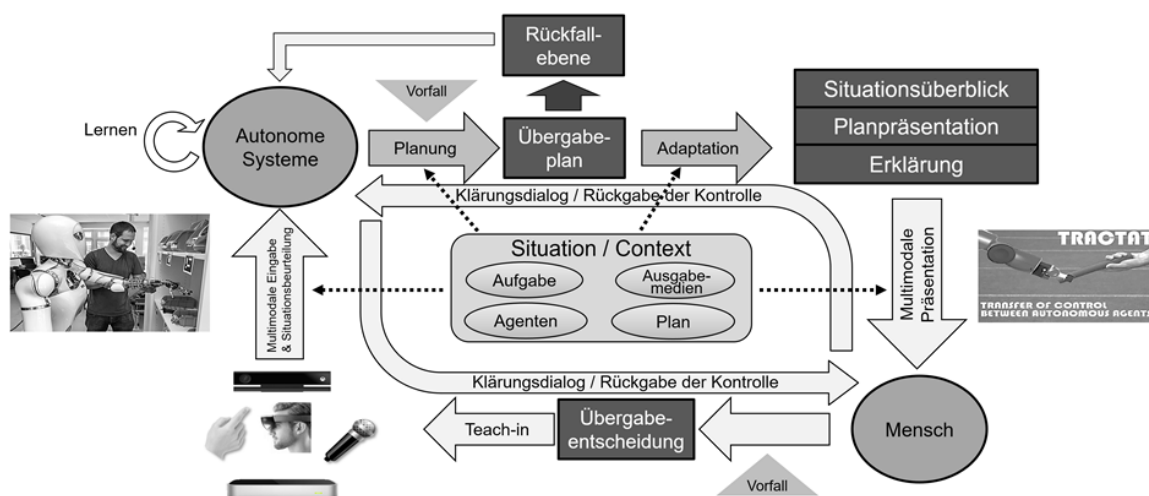 Rückfall-
ebene
Vorfall
Lernen
Autonome
Systeme
Planung
Übergabe-
plan
Adaptation
Situationsüberblick
Planpräsentation
Erklärung
Klärungsdialog / Rückgabe der Kontrolle
Multimodale Eingabe
& Situationsbeurteilung
Situation / Context
Aufgabe
Ausgabe-
medien
Agenten
Plan
Multimodale
Präsentation
TRACTAT
TRANSFER OF CONTROL
BETWEEN AUTONOMOUS AGENTS
Klärungsdialog / Rückgabe der Kontrolle
Teach-in
Übergabe-
entscheidung
Mensch
Vorfall